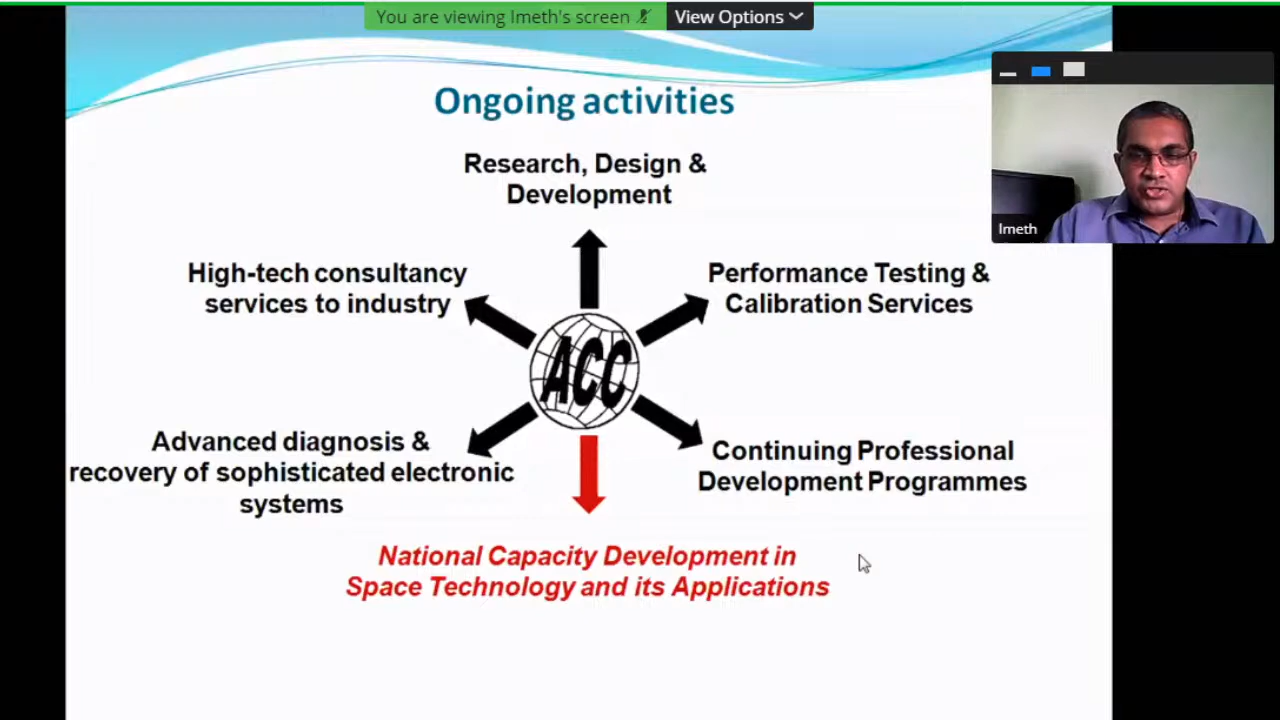 You are viewing Imeth's screen View Options
Ongoing activities
Research, Design &
Development
High-tech consultancy
services to industry
Performance Testing &
Calibration Services
ACC
Advanced diagnosis &
recovery of sophisticated electronic
systems
Continuing Professional
Development Programmes
National Capacity Development in
Space Technology and its Applications
Imeth